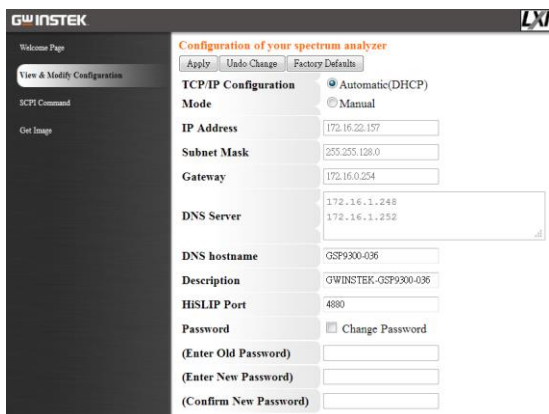 GWINSTEK
LXI
Welcome Page
View & Modify Configuration
SCPI Command
Get Image
Configuration of your spectrum analyzer
Apply Undo Change Factory Defaults
TCP/IP Configuration Mode
Automatic(DHCP)
Manual
IP Address 172.16.22.157
Subnet Mask 255.255.128.0
Gateway 172.16.0.254
DNS Server
172.16.1.248
172.16.1.252
DNS hostname GSP9300-036
Description GWINSTEK-GSP9300-036
HiSLIP Port 4880
Password Change Password
(Enter Old Password)
(Enter New Password)
(Confirm New Password)